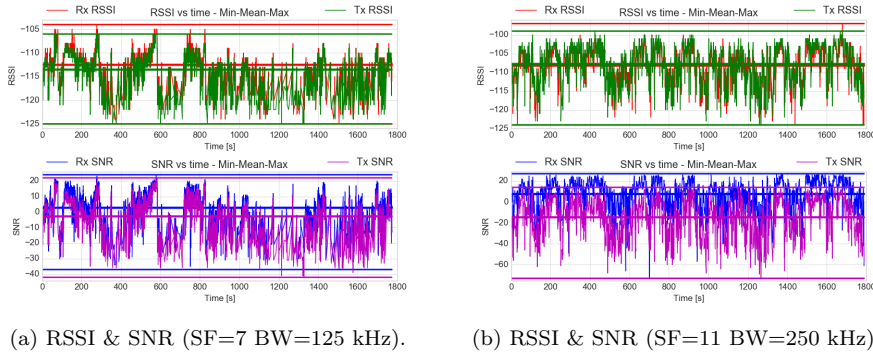 Rx RSSI RSSI vs time - Min-Mean-Max Tx RSSI
RSSI
−105
−110
−115
−120
−125
0 200 400 600 800 1000 1200 1400 1600 1800
Time [s]
Rx SNR SNR vs time - Min-Mean-Max Tx SNR
SNR
20
10
0
−10
−20
−30
−40
0 200 400 600 800 1000 1200 1400 1600 1800
Time [s]
(a) RSSI & SNR (SF=7 BW=125 kHz).
Rx RSSI RSSI vs time - Min-Mean-Max Tx RSSI
RSSI
−100
−105
−110
−115
−120
−125
0 200 400 600 800 1000 1200 1400 1600 1800
Time [s]
Rx SNR SNR vs time - Min-Mean-Max Tx SNR
SNR
20
0
−20
−40
−60
0 200 400 600 800 1000 1200 1400 1600 1800
Time [s]
(b) RSSI & SNR (SF=11 BW=250 kHz)